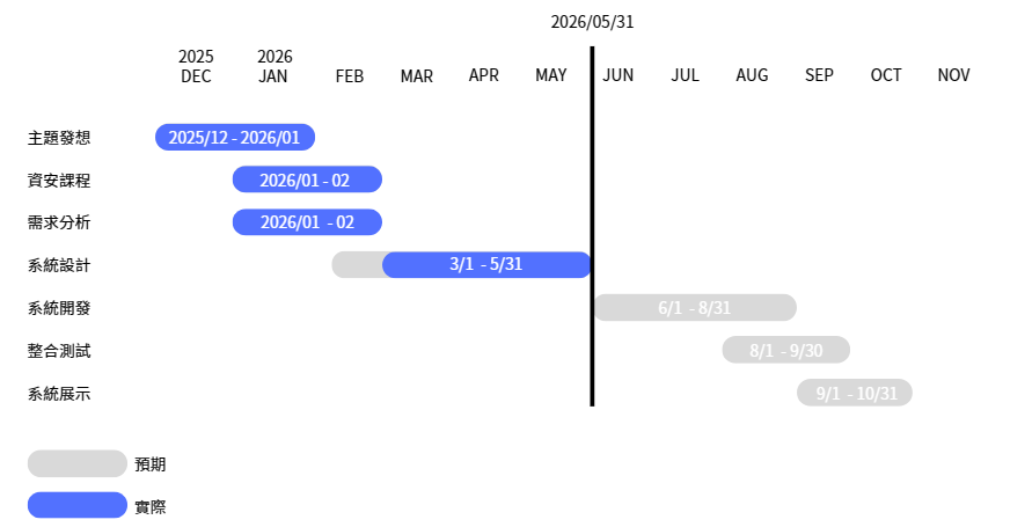 2026/05/31
2025 2026
DEC JAN FEB MAR APR MAY JUN JUL AUG SEP OCT NOV
主題發想 2025/12 - 2026/01
資安課程 2026/01 - 02
需求分析 2026/01 - 02
系統設計 3/1 - 5/31
系統開發 6/1 - 8/31
整合測試 8/1 - 9/30
系統展示 9/1 - 10/31
預期
實際